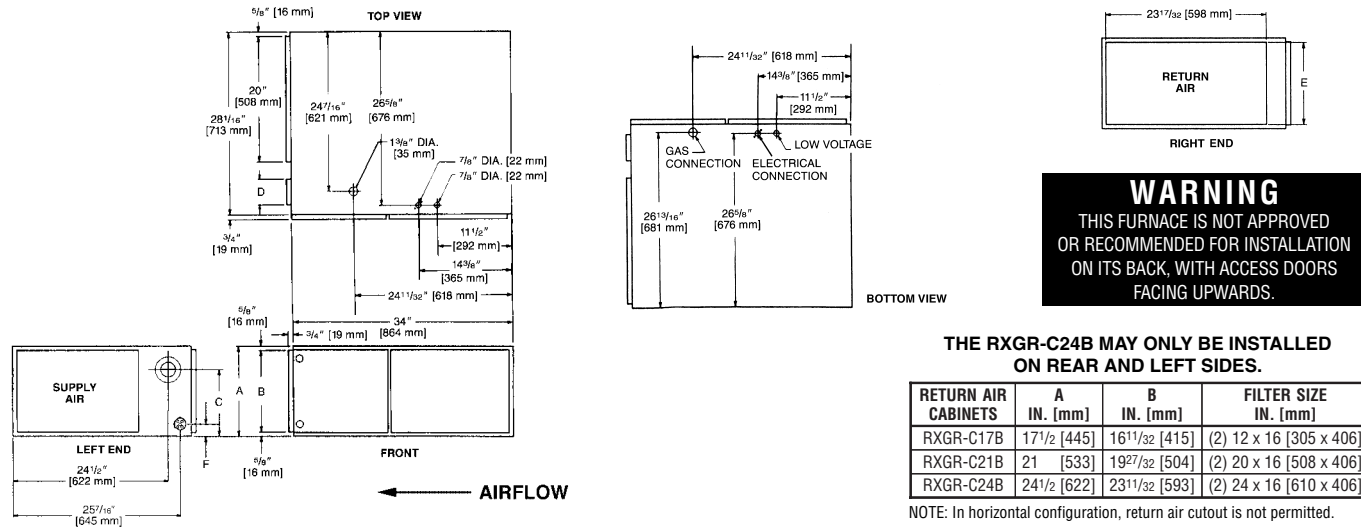 TOP VIEW
5/8" [16 mm]
20"
[508 mm]
28 1/16"
[713 mm]
D
3/4"
[19 mm]
24 7/16"
[621 mm]
26 5/8"
[676 mm]
1 3/8" DIA.
[35 mm]
7/8" DIA. [22 mm]
7/8" DIA. [22 mm]
11 1/2"
[292 mm]
14 3/8"
[365 mm]
24 11/32" [618 mm]
34"
[864 mm]
5/8"
[16 mm]
3/4" [19 mm]
A
B
C
F
5/8"
[16 mm]
FRONT
SUPPLY
AIR
LEFT END
24 1/2"
[622 mm]
25 7/16"
[645 mm]
AIRFLOW
24 11/32" [618 mm]
14 3/8" [365 mm]
11 1/2"
[292 mm]
GAS
CONNECTION
ELECTRICAL
CONNECTION
LOW VOLTAGE
26 13/16"
[681 mm]
26 5/8"
[676 mm]
BOTTOM VIEW
23 17/32 [598 mm]
RETURN
AIR
E
RIGHT END
WARNING
THIS FURNACE IS NOT APPROVED
OR RECOMMENDED FOR INSTALLATION
ON ITS BACK, WITH ACCESS DOORS
FACING UPWARDS.
THE RXGR-C24B MAY ONLY BE INSTALLED
ON REAR AND LEFT SIDES.
RETURN AIR CABINETS A IN. [mm] B IN. [mm] FILTER SIZE IN. [mm]
RXGR-C17B 17 1/2 [445] 16 11/32 [415] (2) 12 x 16 [305 x 406]
RXGR-C21B 21 [533] 19 27/32 [504] (2) 20 x 16 [508 x 406]
RXGR-C24B 24 1/2 [622] 23 11/32 [593] (2) 24 x 16 [610 x 406]
NOTE: In horizontal configuration, return air cutout is not permitted.